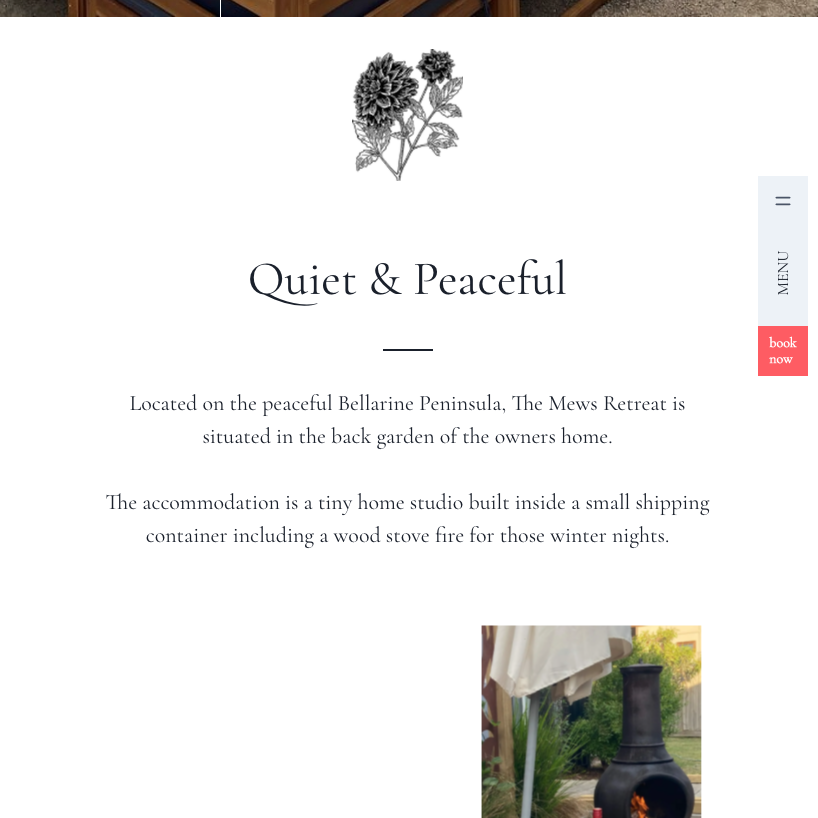 Quiet & Peaceful
MENU
book
now
Located on the peaceful Bellarine Peninsula, The Mews Retreat is
situated in the back garden of the owners home.
The accommodation is a tiny home studio built inside a small shipping
container including a wood stove fire for those winter nights.